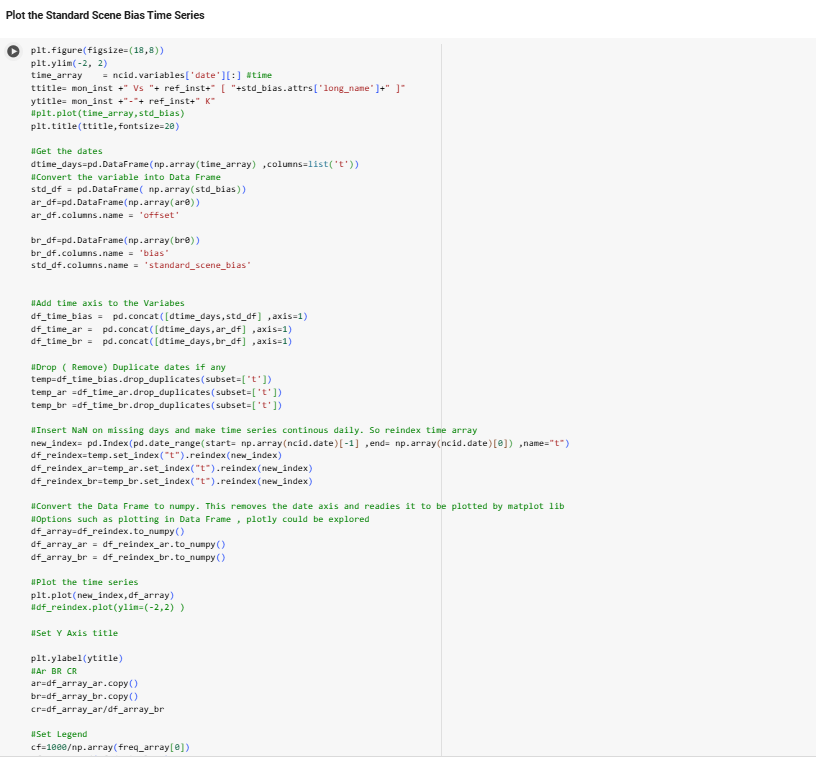 Plot the Standard Scene Bias Time Series
plt.figure(figsize=(18,8))
plt.ylim(-2, 2)
time_array    = ncid.variables['date'][:] #time
ttitle= mon_inst +" Vs "+ ref_inst+" [ "+std_bias.attrs['long_name']+" ]"
ytitle= mon_inst +"-"+ ref_inst+" K"
#plt.plot(time_array,std_bias)
plt.title(ttitle,fontsize=20)
#Get the dates
dtime_days=pd.DataFrame(np.array(time_array) ,columns=list('t'))
#Convert the variable into Data Frame
std_df = pd.DataFrame( np.array(std_bias))
ar_df=pd.DataFrame(np.array(ar0))
ar_df.columns.name = 'offset'
br_df=pd.DataFrame(np.array(br0))
br_df.columns.name = 'bias'
std_df.columns.name = 'standard_scene_bias'
#Add time axis to the Variabes
df_time_bias =  pd.concat([dtime_days,std_df] ,axis=1)
df_time_ar =  pd.concat([dtime_days,ar_df] ,axis=1)
df_time_br =  pd.concat([dtime_days,br_df] ,axis=1)
#Drop ( Remove) Duplicate dates if any
temp=df_time_bias.drop_duplicates(subset=['t'])
temp_ar =df_time_ar.drop_duplicates(subset=['t'])
temp_br =df_time_br.drop_duplicates(subset=['t'])
#Insert NaN on missing days and make time series continous daily. So reindex time array
new_index= pd.Index(pd.date_range(start= np.array(ncid.date)[-1] ,end= np.array(ncid.date)[0]) ,name="t")
df_reindex=temp.set_index("t").reindex(new_index)
df_reindex_ar=temp_ar.set_index("t").reindex(new_index)
df_reindex_br=temp_br.set_index("t").reindex(new_index)
#Convert the Data Frame to numpy. This removes the date axis and readies it to be plotted by matplot lib
#Options such as plotting in Data Frame , plotly could be explored
df_array=df_reindex.to_numpy()
df_array_ar = df_reindex_ar.to_numpy()
df_array_br = df_reindex_br.to_numpy()
#Plot the time series
plt.plot(new_index,df_array)
#df_reindex.plot(ylim=(-2,2) )
#Set Y Axis title
plt.ylabel(ytitle)
#Ar BR CR
ar=df_array_ar.copy()
br=df_array_br.copy()
cr=df_array_ar/df_array_br
#Set Legend
cf=1000/np.array(freq_array[0])